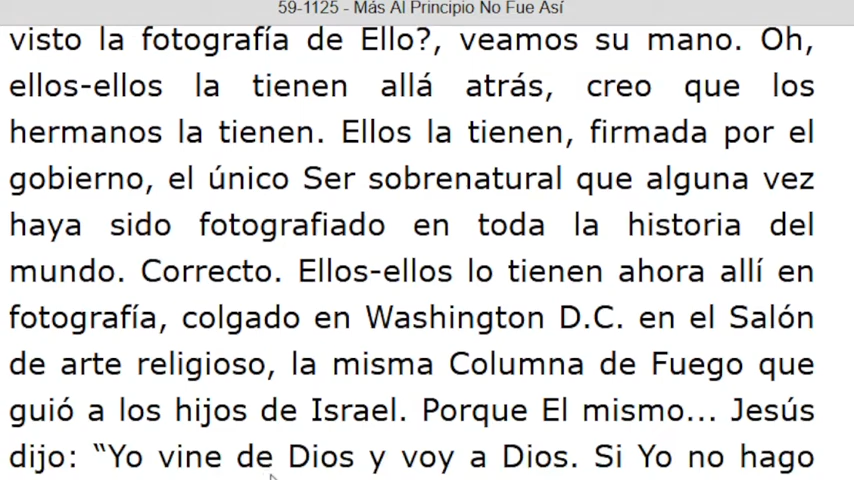 59-1125 - Más Al Principio No Fue Así
visto la fotografía de Ello?, veamos su mano. Oh,
ellos-ellos la tienen allá atrás, creo que los
hermanos la tienen. Ellos la tienen, firmada por el
gobierno, el único Ser sobrenatural que alguna vez
haya sido fotografiado en toda la historia del
mundo. Correcto. Ellos-ellos lo tienen ahora allí en
fotografía, colgado en Washington D.C. en el Salón
de arte religioso, la misma Columna de Fuego que
guió a los hijos de Israel. Porque El mismo... Jesús
dijo: “Yo vine de Dios y voy a Dios. Si Yo no hago